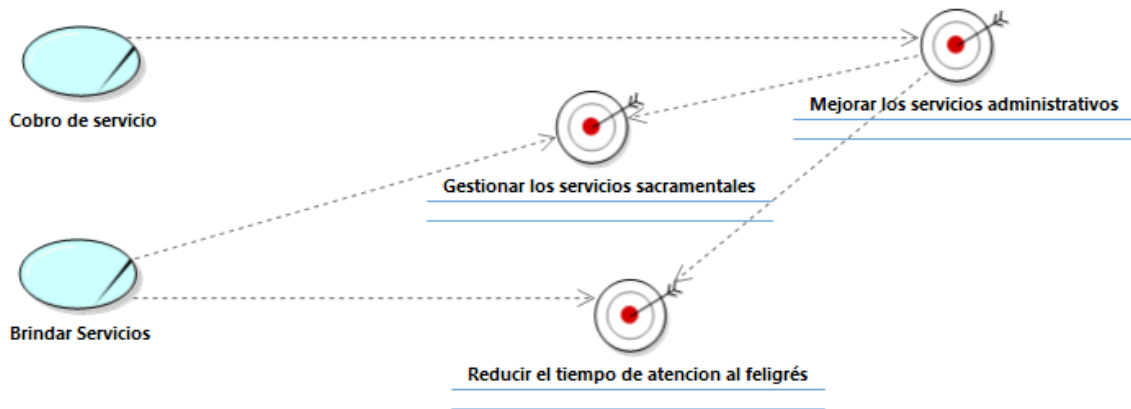 Cobro de servicio
Mejorar los servicios administrativos
Gestionar los servicios sacramentales
Brindar Servicios
Reducir el tiempo de atencion al feligrés